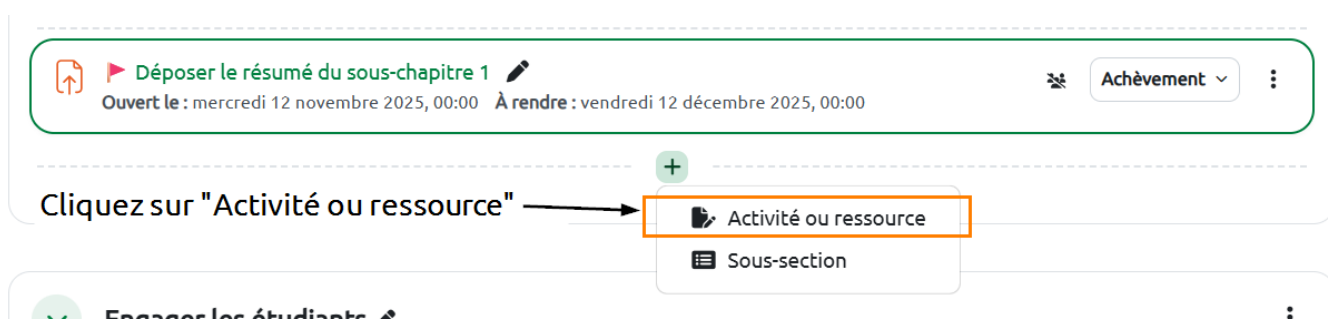 Déposer le résumé du sous-chapitre 1
Achèvement
Ouvert le : mercredi 12 novembre 2025, 00:00 À rendre : vendredi 12 décembre 2025, 00:00
Cliquez sur "Activité ou ressource"
Activité ou ressource
Sous-section
Engager les étudiants